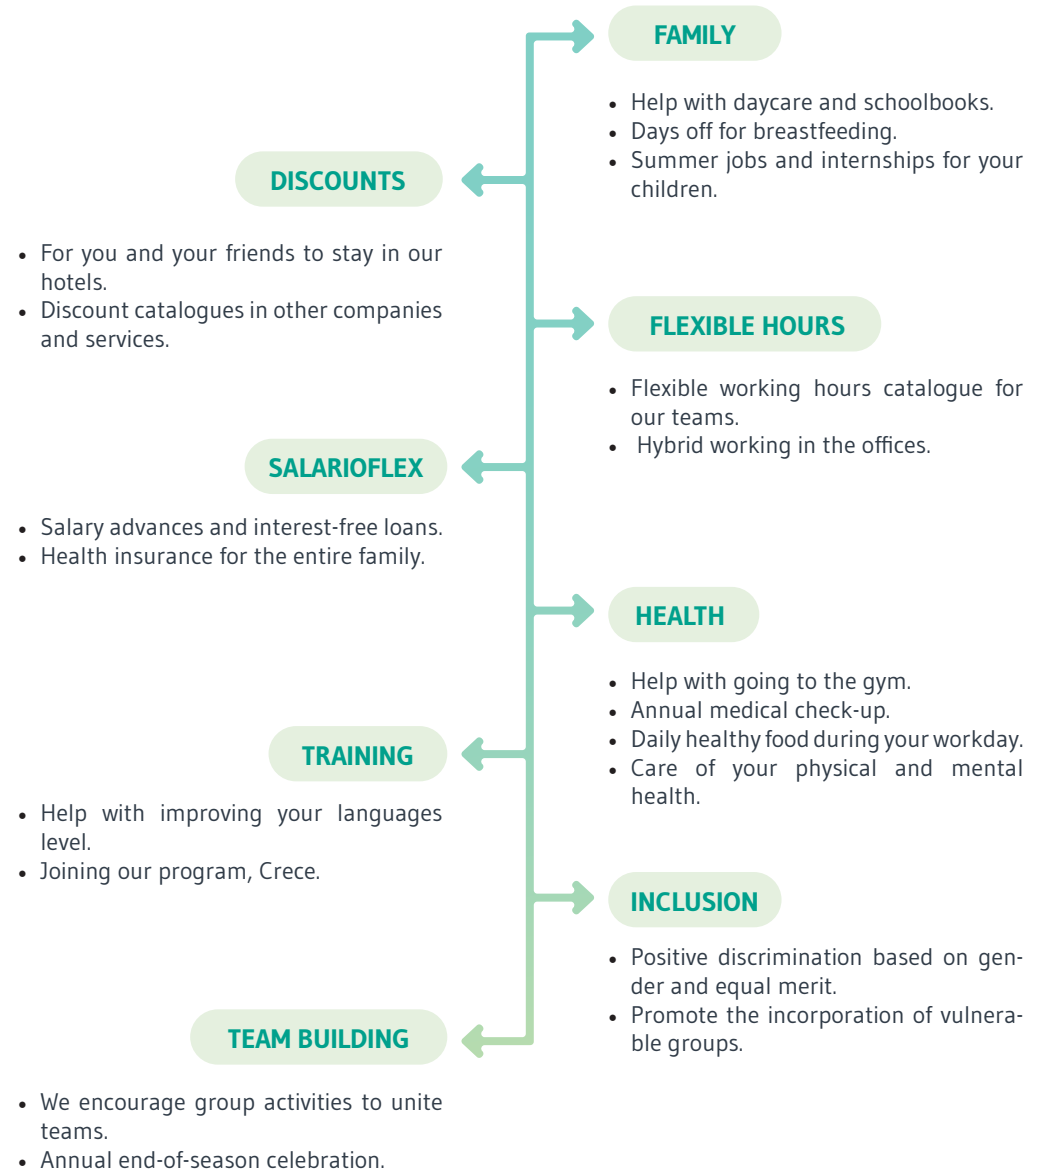 FAMILY
• Help with daycare and schoolbooks.
• Days off for breastfeeding.
• Summer jobs and internships for your
children.
DISCOUNTS
• For you and your friends to stay in our
hotels.
• Discount catalogues in other companies
and services.
FLEXIBLE HOURS
• Flexible working hours catalogue for
our teams.
• Hybrid working in the offices.
SALARIOFLEX
• Salary advances and interest-free loans.
• Health insurance for the entire family.
HEALTH
• Help with going to the gym.
• Annual medical check-up.
• Daily healthy food during your workday.
• Care of your physical and mental
health.
TRAINING
• Help with improving your languages
level.
• Joining our program, Crece.
INCLUSION
• Positive discrimination based on gen-
der and equal merit.
• Promote the incorporation of vulnera-
ble groups.
TEAM BUILDING
• We encourage group activities to unite
teams.
• Annual end-of-season celebration.